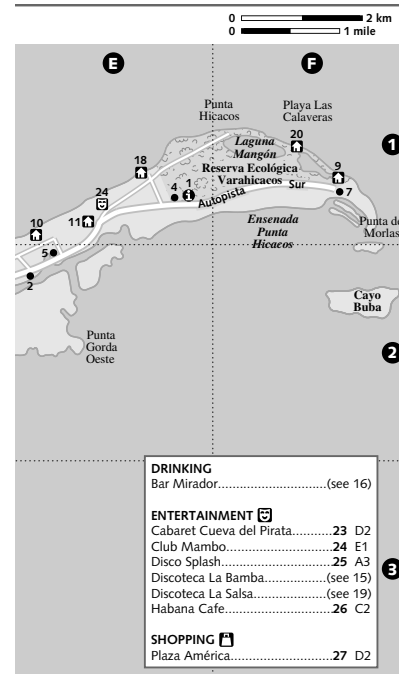 0 2 km
0 1 mile
E F
Punta
Hicacos
Playa Las
Calaveras
20
Laguna
Mangón
1
18
Reserva Ecológica
Varahicacos
9
24
4 1
Autopista Sur
7
10
11
Ensenada
Punta
Hicacos
Punta de
Morlas
5
2
Cayo
Buba
Punta
Gorda
Oeste
2
DRINKING
Bar Mirador............................(see 16)
ENTERTAINMENT
Cabaret Cueva del Pirata..........23 D2
Club Mambo...........................24 E1
Disco Splash............................25 A3
Discoteca La Bamba................(see 15)
Discoteca La Salsa...................(see 19)
Habana Cafe...........................26 C2
3
SHOPPING
Plaza América..........................27 D2